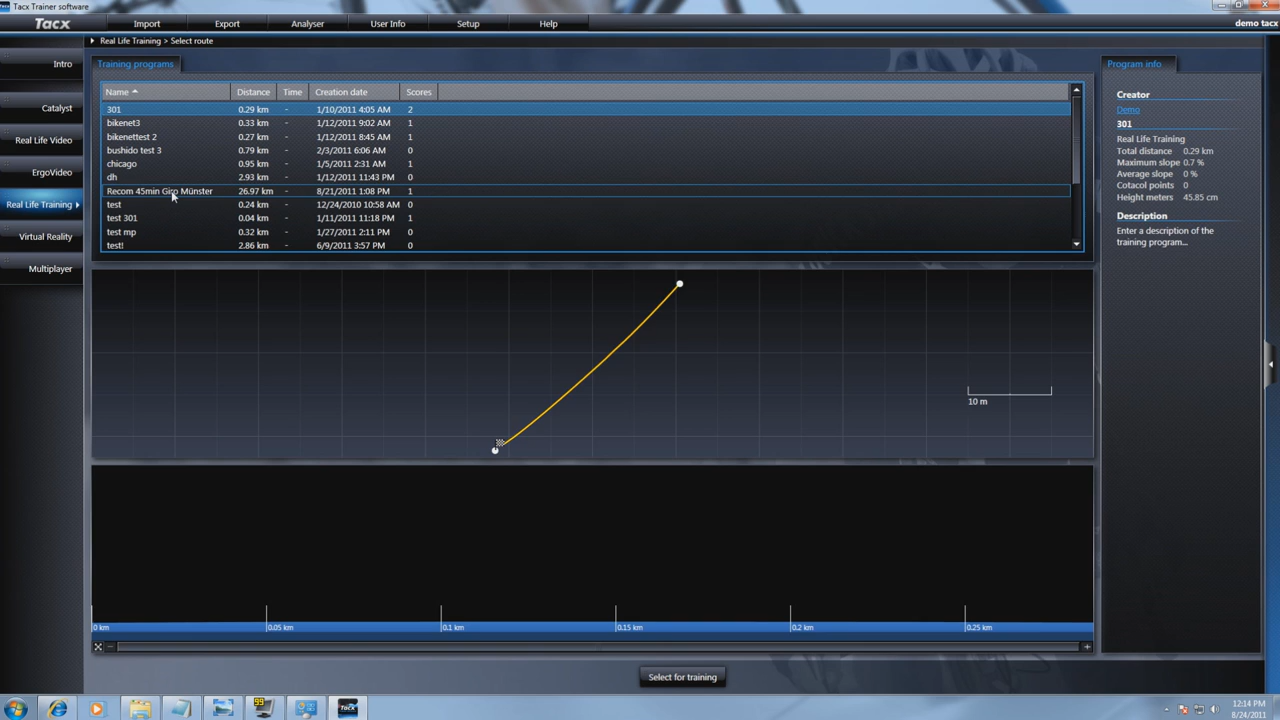 Tacx Trainer software
Tacx Import Export Analyser User Info Setup Help demo tacx
Real Life Training > Select route
Intro
Catalyst
Real Life Video
ErgoVideo
Real Life Training
Virtual Reality
Multiplayer
Training programs
Name Distance Time Creation date Scores
301 0.29 km - 1/10/2011 4:05 AM 2
bikenet3 0.33 km - 1/12/2011 9:02 AM 1
bikenettest 2 0.27 km - 1/12/2011 8:45 AM 1
bushido test 3 0.79 km - 2/3/2011 6:06 AM 0
chicago 0.95 km - 1/5/2011 2:31 AM 1
dh 2.93 km - 1/12/2011 11:43 PM 0
Recom 45min Giro Münster 26.97 km - 8/21/2011 1:08 PM 1
test 0.24 km - 12/24/2010 10:58 AM 0
test 301 0.04 km - 1/11/2011 11:18 PM 1
test mp 0.32 km - 1/27/2011 2:11 PM 0
test! 2.86 km - 6/9/2011 3:57 PM 0
Program info
Creator
Demo
301
Real Life Training
Total distance 0.29 km
Maximum slope 0.7 %
Average slope 0 %
Cotacol points 0
Height meters 45.85 cm
Description
Enter a description of the
training program...
10 m
0 km 0.05 km 0.1 km 0.15 km 0.2 km 0.25 km
Select for training
99
Tacx
12:14 PM
8/24/2011